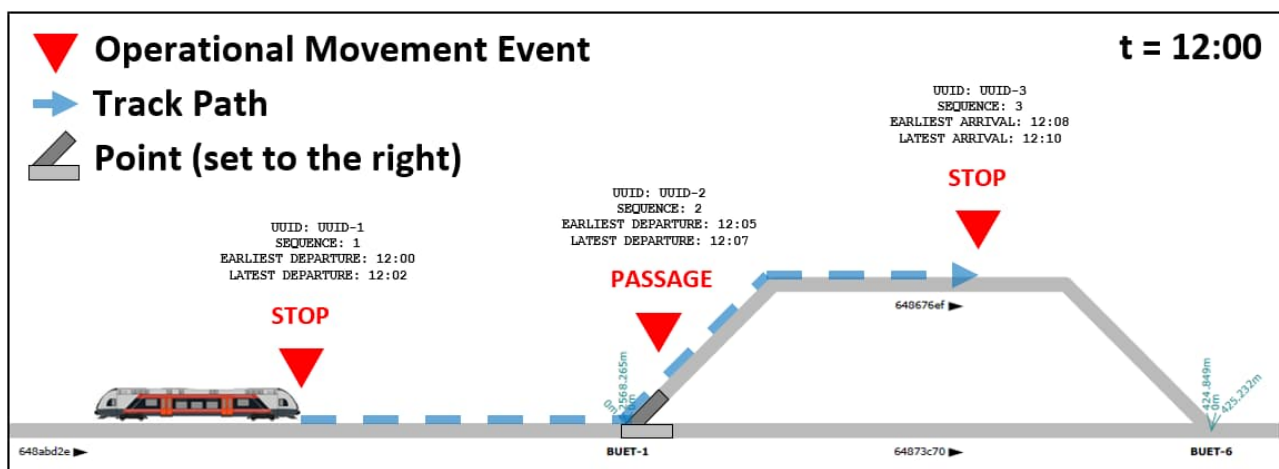 Operational Movement Event
t = 12:00
Track Path
Point (set to the right)
UUID: UUID-3
SEQUENCE: 3
EARLIEST ARRIVAL: 12:08
LATEST ARRIVAL: 12:10
STOP
UUID: UUID-2
SEQUENCE: 2
EARLIEST DEPARTURE: 12:05
LATEST DEPARTURE: 12:07
PASSAGE
UUID: UUID-1
SEQUENCE: 1
EARLIEST DEPARTURE: 12:00
LATEST DEPARTURE: 12:02
STOP
648676ef
2568.265m
0m
424.849m
0m
425.232m
648abd2e
BUET-1
64873c70
BUET-6